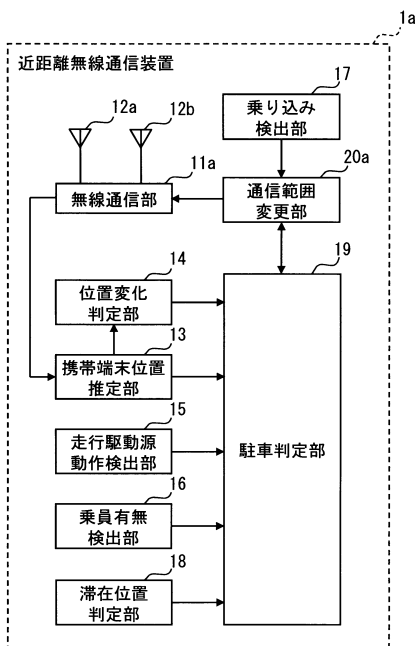 1a
近距離無線通信装置
12a
12b
17
乗り込み
検出部
11a
無線通信部
20a
通信範囲
変更部
14
位置変化
判定部
19
駐車判定部
13
携帯端末位置
推定部
15
走行駆動源
動作検出部
16
乗員有無
検出部
18
滞在位置
判定部